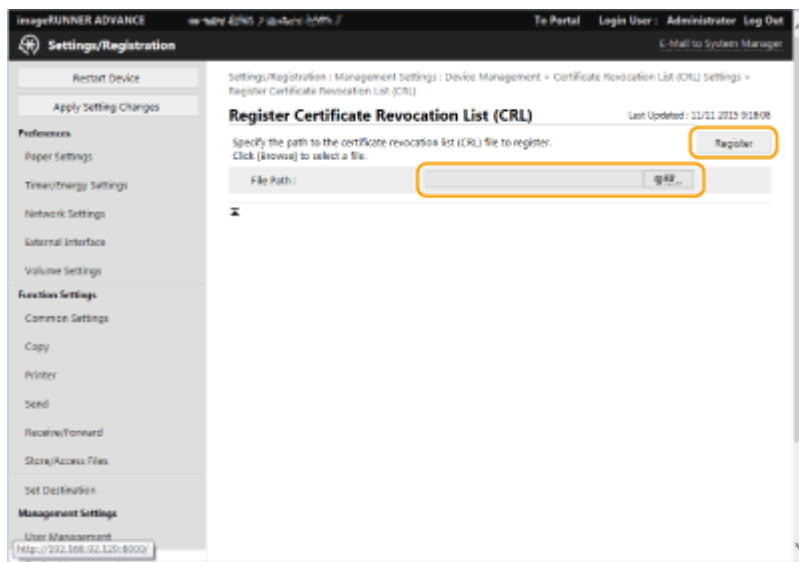 imageRUNNER ADVANCE
To Portal Login User : Administrator Log Out
Settings/Registration
E-Mail to System Manager
Restart Device
Apply Setting Changes
Preferences
Paper Settings
Timer/Energy Settings
Network Settings
External Interface
Volume Settings
Function Settings
Common Settings
Copy
Printer
Send
Receive/Forward
Store/Access Files
Set Destination
Management Settings
User Management
http://192.168.92.129:8000/
Settings/Registration : Management Settings : Device Management > Certificate Revocation List (CRL) Settings >
Register Certificate Revocation List (CRL)
Register Certificate Revocation List (CRL)
Last Updated : 11/11 2015 9:18:08
Specify the path to the certificate revocation list (CRL) file to register.
Click [Browse] to select a file.
Register
File Path :